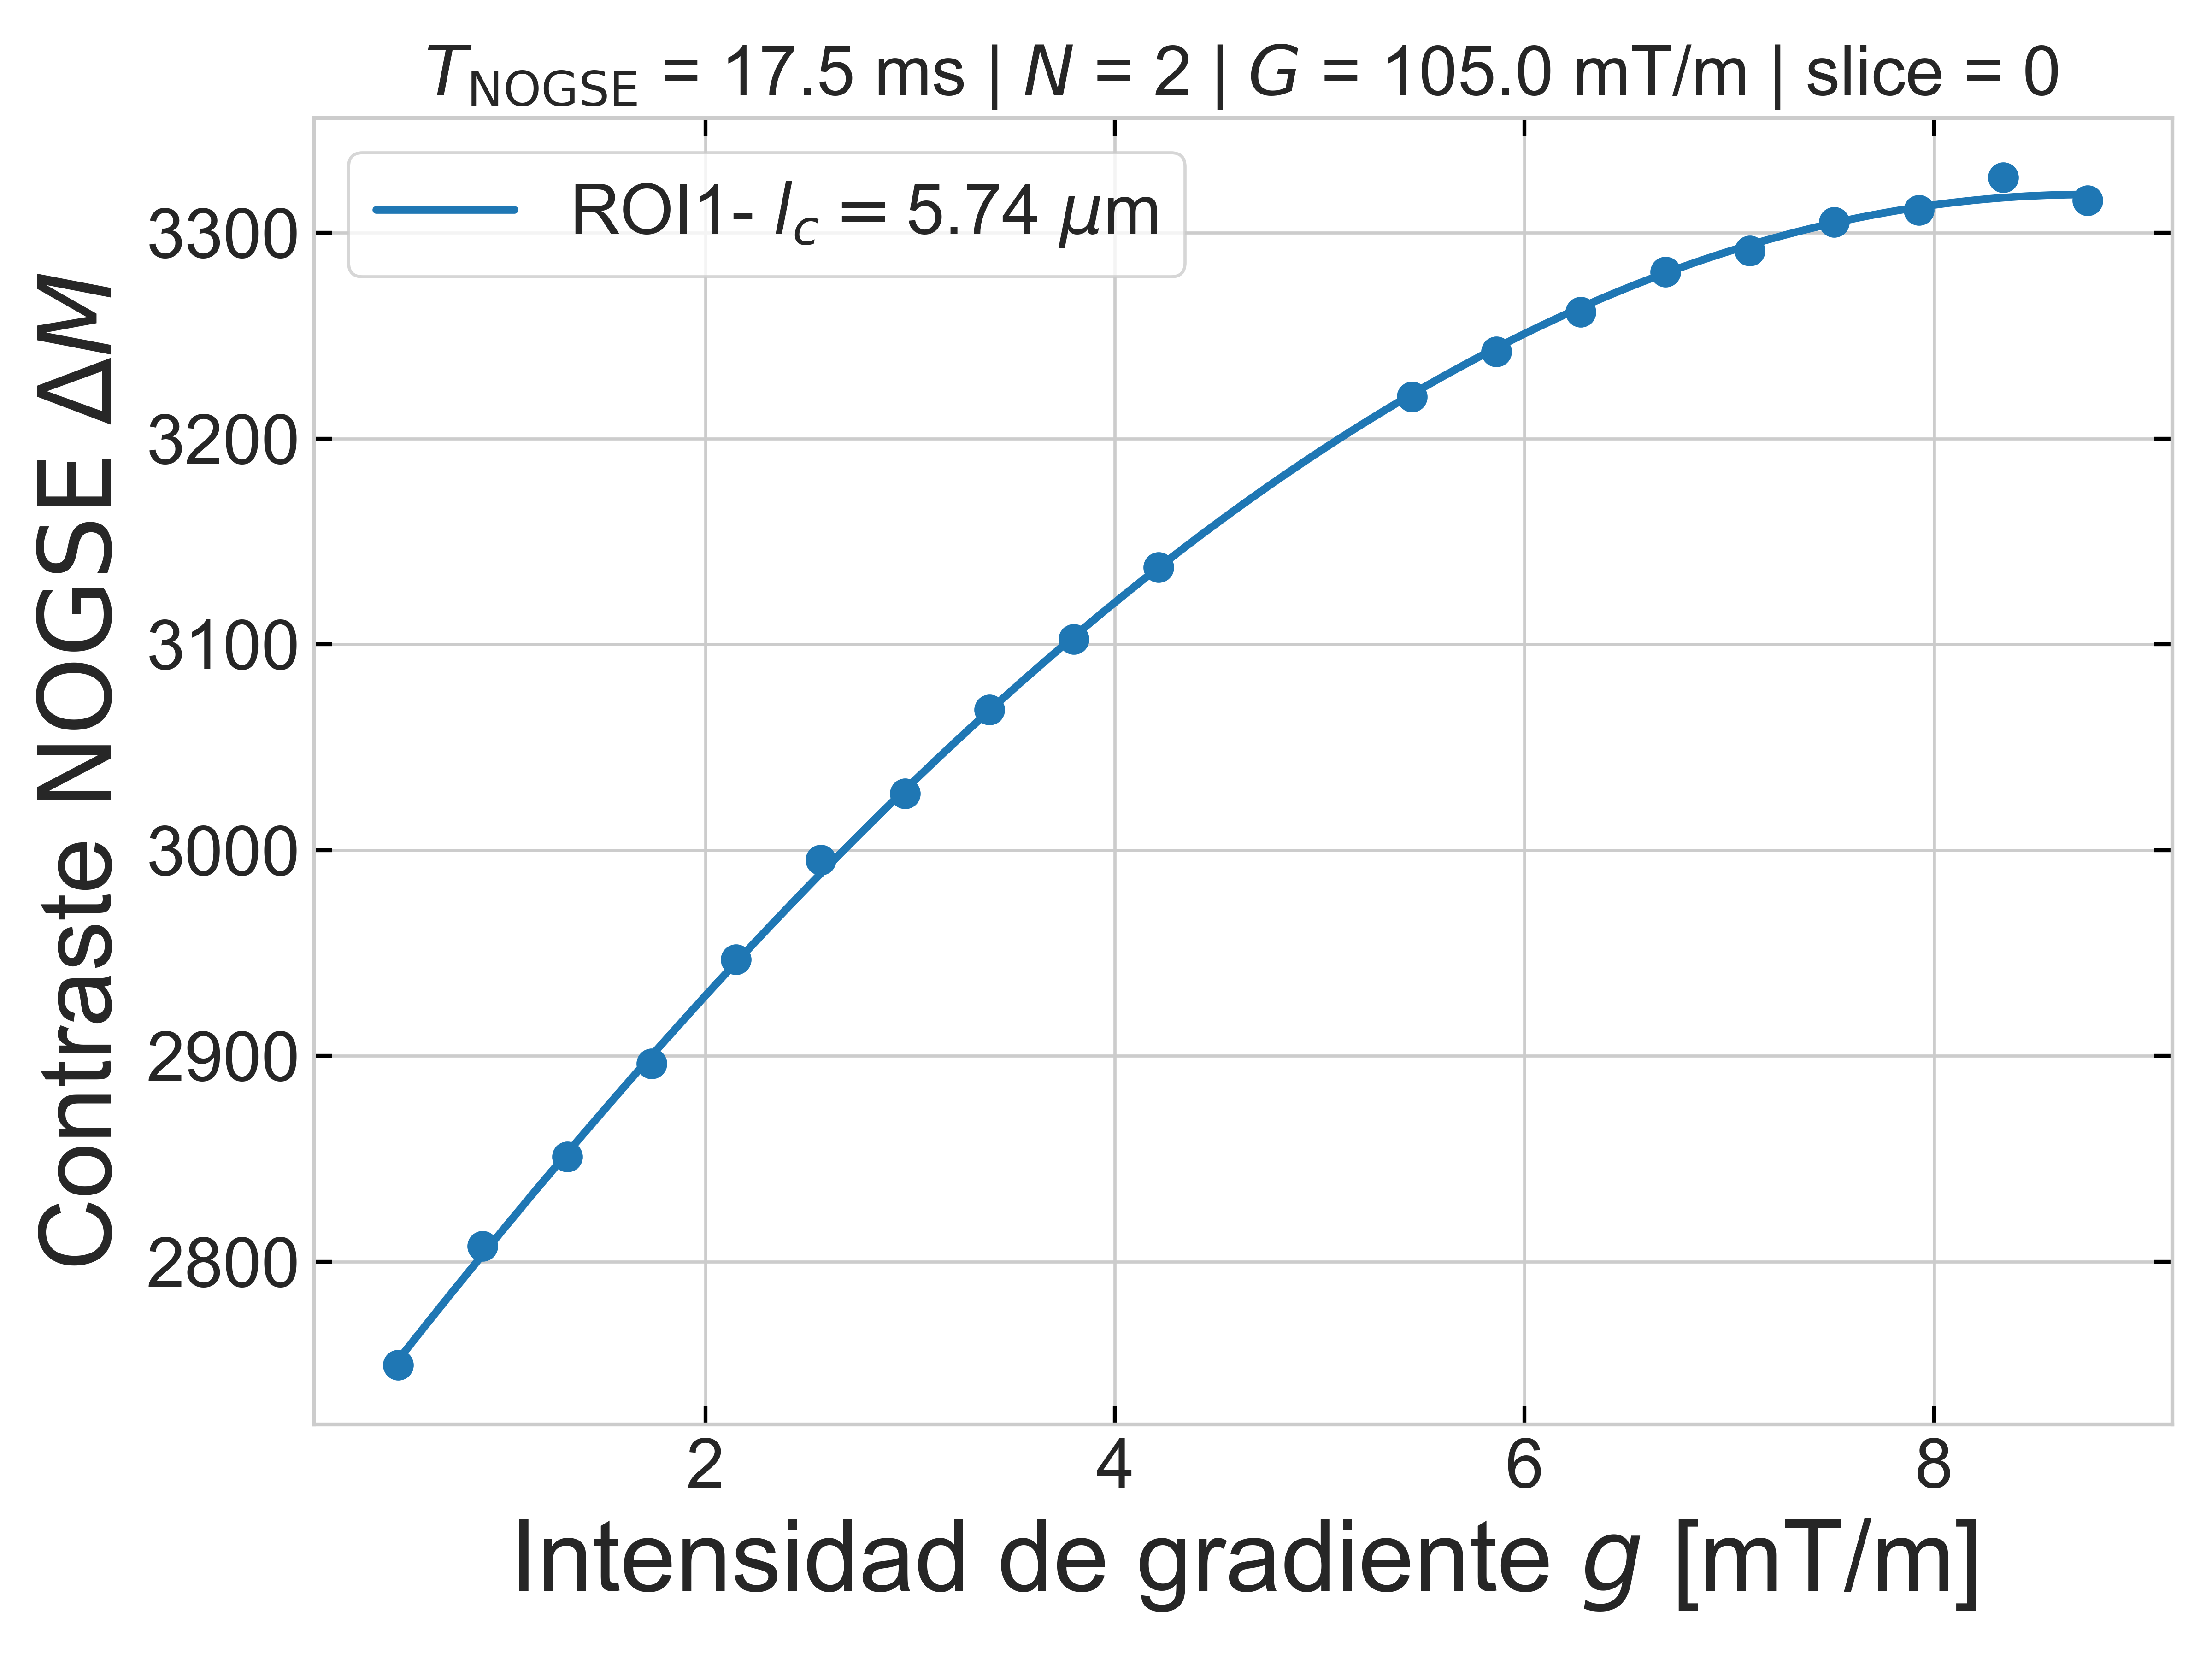 T_NOGSE = 17.5 ms | N = 2 | G = 105.0 mT/m | slice = 0
ROI1- l_c = 5.74 μm
Contraste NOGSE ΔM
3300
3200
3100
3000
2900
2800
2 4 6 8
Intensidad de gradiente g [mT/m]